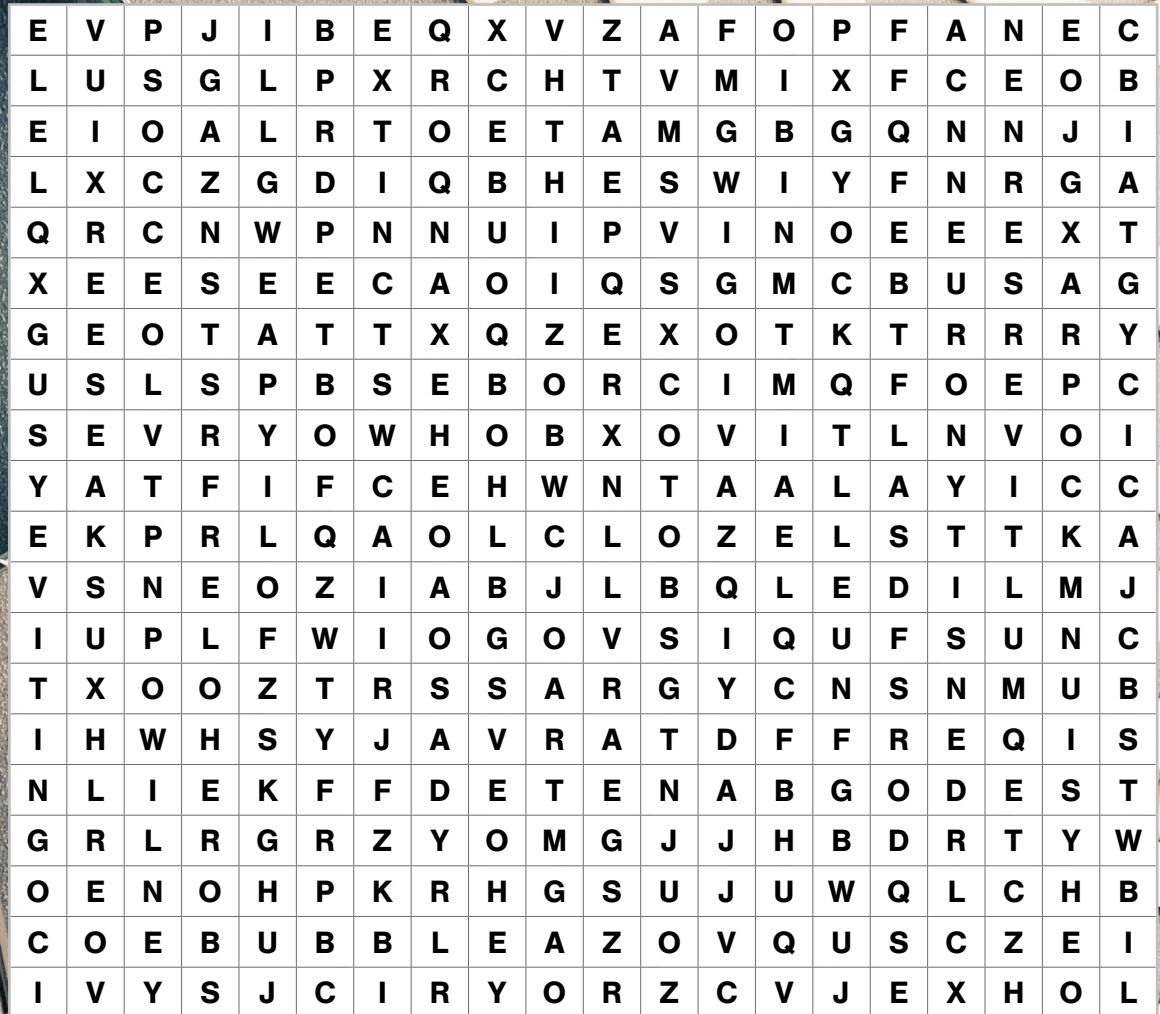 E V P J I B E Q X V Z A F O P F A N E C
L U S G L P X R C H T V M I X F C E O B
E I O A L R T O E T A M G B G Q N N J I
L X C Z G D I Q B H E S W I Y F N R G A
Q R C N W P N N U I P V I N O E E E X T
X E E S E E C A O I Q S G M C B U S A G
G E O T A T T X Q Z E X O T K T R R R Y
U S L S P B S E B O R C I M Q F O E P C
S E V R Y O W H O B X O V I T L N V O I
Y A T F I F C E H W N T A A L A Y I C C
E K P R L Q A O L C L O Z E L S T T K A
V S N E O Z I A B J L B Q L E D I L M J
I U P L F W I O G O V S I Q U F S U N C
T X O O Z T R S S A R G Y C N S N M U B
I H W H S Y J A V R A T D F F R E Q I S
N L I E K F F D E T E N A B G O D E S T
G R L R G R Z Y O M G J J H B D R T Y W
O E N O H P K R H G S U J U W Q L C H B
C O E B U B B L E A Z O V Q U S C Z E I
I V Y S J C I R Y O R Z C V J E X H O L